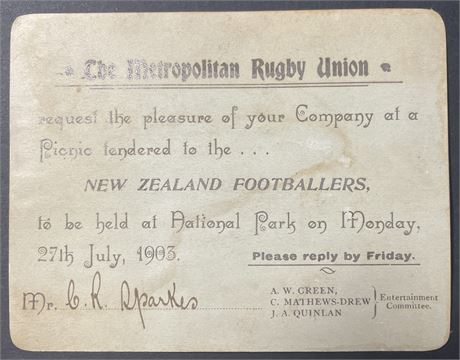 The Metropolitan Rugby Union
request the pleasure of your Company at a
Picnic tendered to the . . .
NEW ZEALAND FOOTBALLERS,
to be held at National Park on Monday,
27th July, 1903.
Please reply by Friday.
Mr. C. R. Sparkes
A. W. GREEN,
C. MATHEWS-DREW
J. A. QUINLAN
Entertainment
Committee.